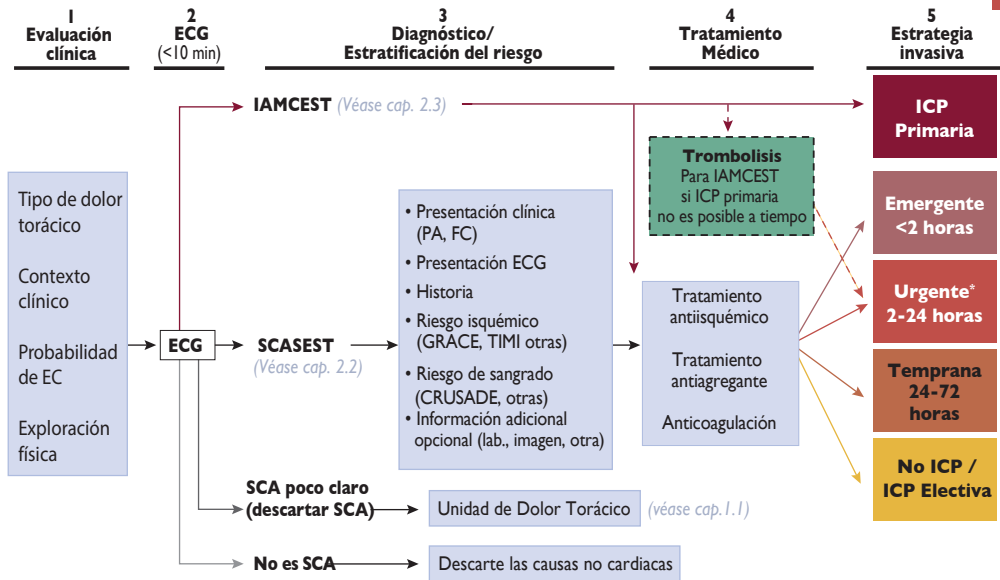 1
Evaluación
clínica
2
ECG
(<10 min)
3
Diagnóstico/
Estratificación del riesgo
4
Tratamiento
Médico
5
Estrategia
invasiva
Tipo de dolor
torácico
Contexto
clínico
Probabilidad
de EC
Exploración
física
ECG
IAMCEST (Véase cap. 2.3)
SCASEST
(Véase cap. 2.2)
• Presentación clínica
(PA, FC)
• Presentación ECG
• Historia
• Riesgo isquémico
(GRACE, TIMI otras)
• Riesgo de sangrado
(CRUSADE, otras)
• Información adicional
opcional (lab., imagen, otra)
SCA poco claro
(descartar SCA)
Unidad de Dolor Torácico
(véase cap.1.1)
No es SCA
Descarte las causas no cardiacas
Trombolisis
Para IAMCEST
si ICP primaria
no es posible a tiempo
Tratamiento
antiisquémico
Tratamiento
antiagregante
Anticoagulación
ICP
Primaria
Emergente
<2 horas
Urgente*
2-24 horas
Temprana
24-72
horas
No ICP /
ICP Electiva